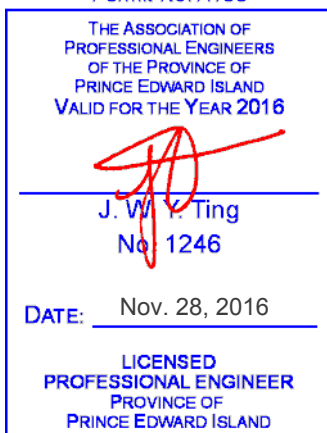 THE ASSOCIATION OF
PROFESSIONAL ENGINEERS
OF THE PROVINCE OF
PRINCE EDWARD ISLAND
VALID FOR THE YEAR 2016
J. W. Y. Ting
No. 1246
DATE: Nov. 28, 2016
LICENSED
PROFESSIONAL ENGINEER
PROVINCE OF
PRINCE EDWARD ISLAND